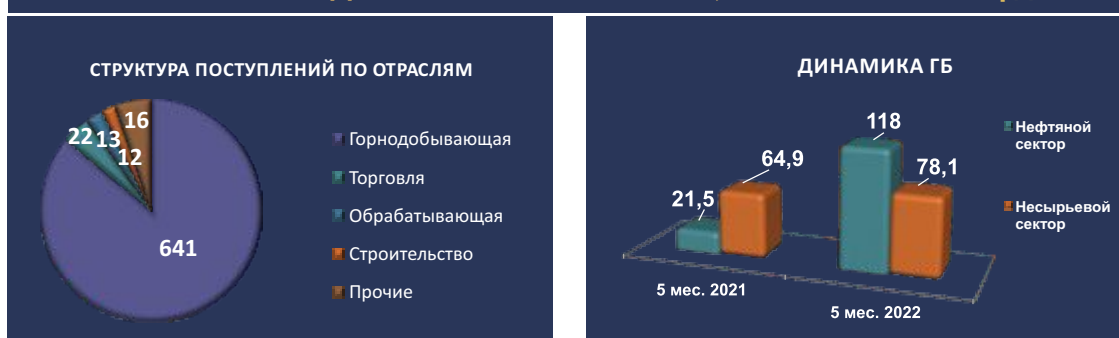 СТРУКТУРА ПОСТУПЛЕНИЙ ПО ОТРАСЛЯМ
22
13
16
12
641
Горнодобывающая
Торговля
Обрабатывающая
Строительство
Прочие
ДИНАМИКА ГБ
21,5
64,9
118
78,1
5 мес. 2021
5 мес. 2022
Нефтяной
сектор
Несырьевой
сектор